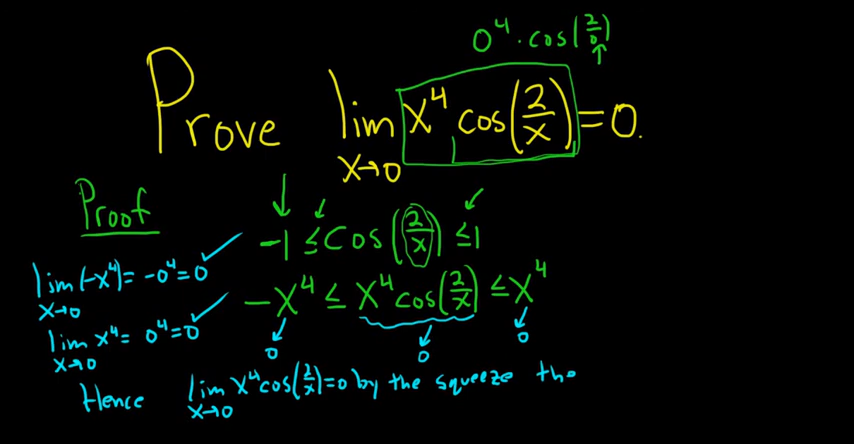 0⁴ · cos(2/0)
Prove lim x→0 x⁴ cos(2/x) = 0.
Proof
-1 ≤ cos(2/x) ≤ 1
lim x→0 (-x⁴) = -0⁴ = 0
-x⁴ ≤ x⁴ cos(2/x) ≤ x⁴
lim x→0 x⁴ = 0⁴ = 0
0 0 0
Hence lim x→0 x⁴ cos(2/x) = 0 by the squeeze the